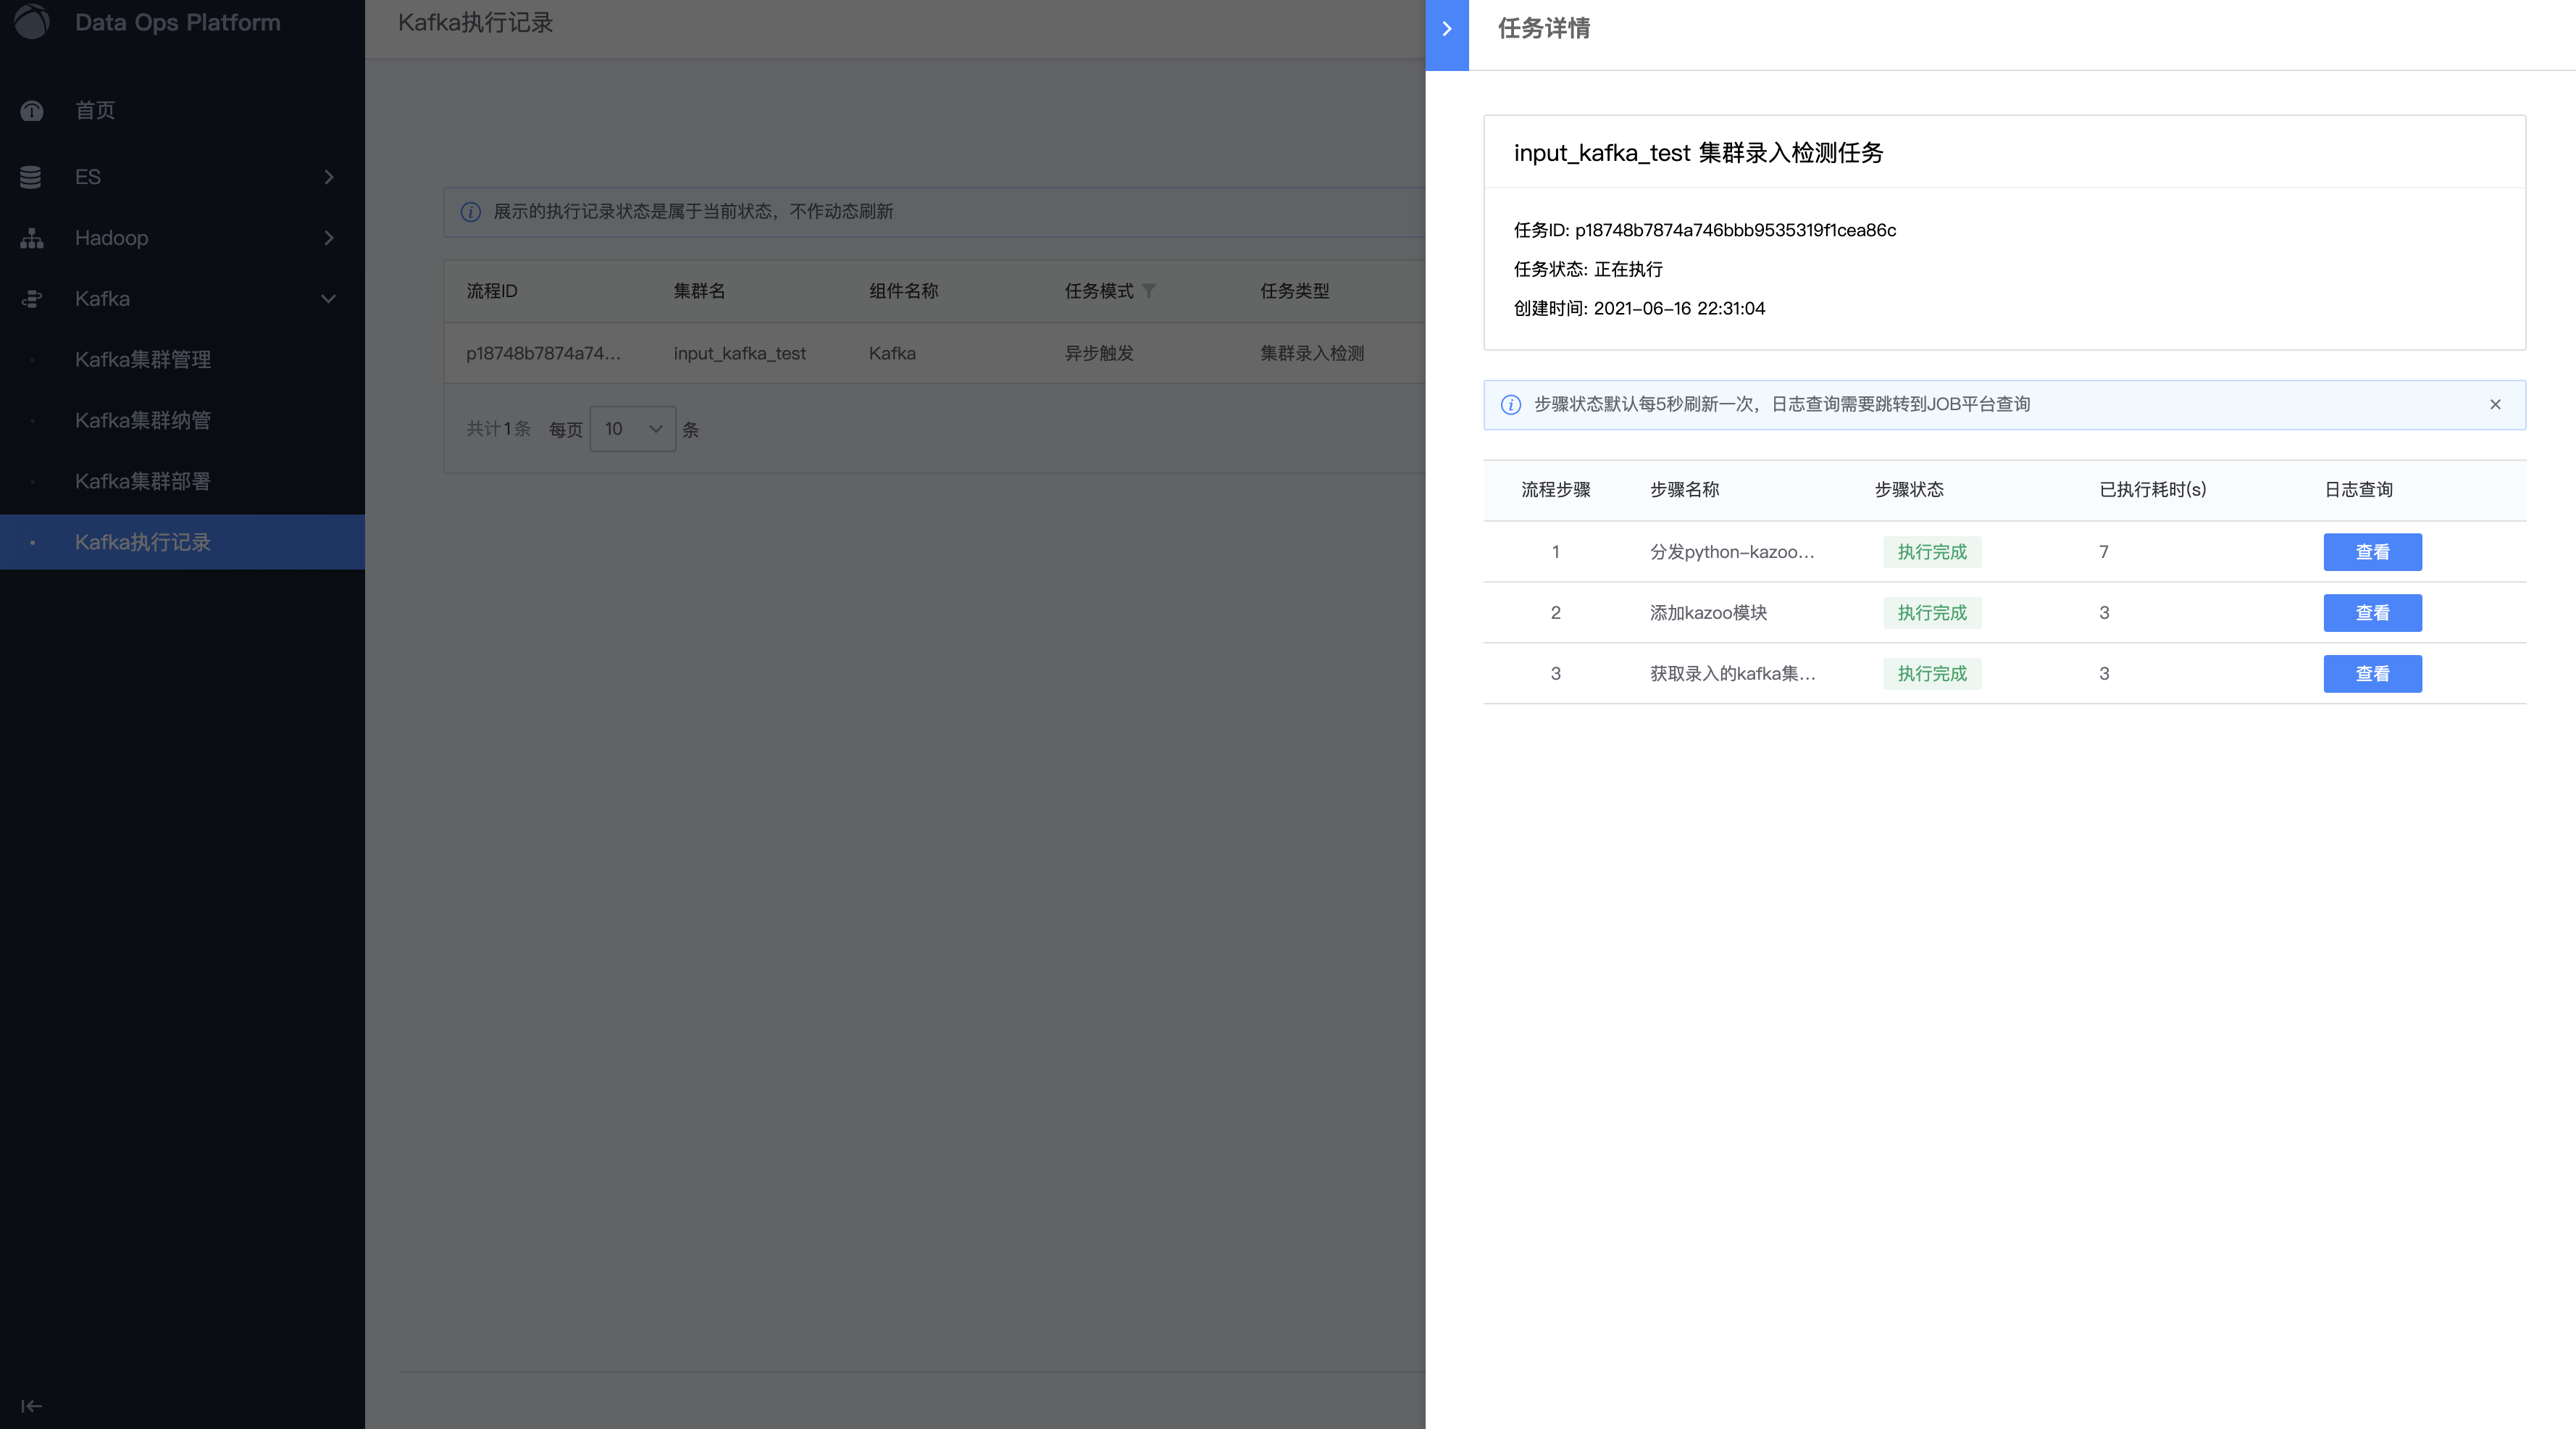 Data Ops Platform
首页
ES
Hadoop
Kafka
Kafka集群管理
Kafka集群纳管
Kafka集群部署
Kafka执行记录
Kafka执行记录
展示的执行记录状态是属于当前状态，不作动态刷新
流程ID 集群名 组件名称 任务模式 任务类型
p18748b7874a74... input_kafka_test Kafka 异步触发 集群录入检测
共计1条 每页 10 条
任务详情
input_kafka_test 集群录入检测任务
任务ID: p18748b7874a746bbb9535319f1cea86c
任务状态: 正在执行
创建时间: 2021-06-16 22:31:04
步骤状态默认每5秒刷新一次，日志查询需要跳转到JOB平台查询
流程步骤 步骤名称 步骤状态 已执行耗时(s) 日志查询
1 分发python-kazoo... 执行完成 7 查看
2 添加kazoo模块 执行完成 3 查看
3 获取录入的kafka集... 执行完成 3 查看